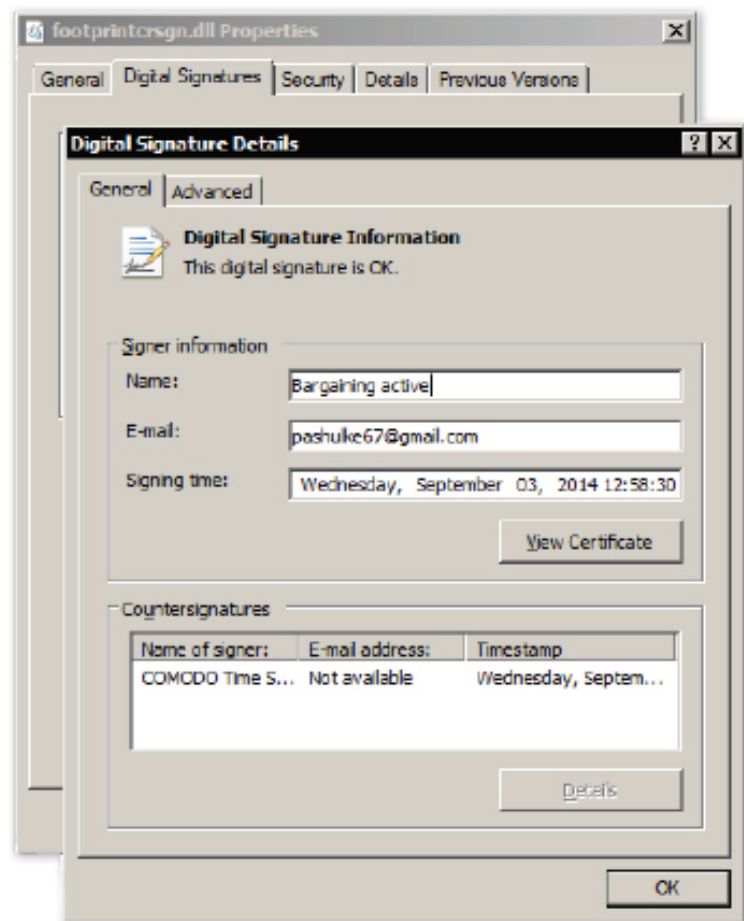 footprintcrsgn.dll Properties
General Digital Signatures Security Details Previous Versions
Digital Signature Details
General Advanced
Digital Signature Information
This digital signature is OK.
Signer information
Name: Bargaining active
E-mail: pashulke67@gmail.com
Signing time: Wednesday, September 03, 2014 12:58:30
View Certificate
Countersignatures
Name of signer: E-mail address: Timestamp
COMODO Time S... Not available Wednesday, Septem...
Details
OK